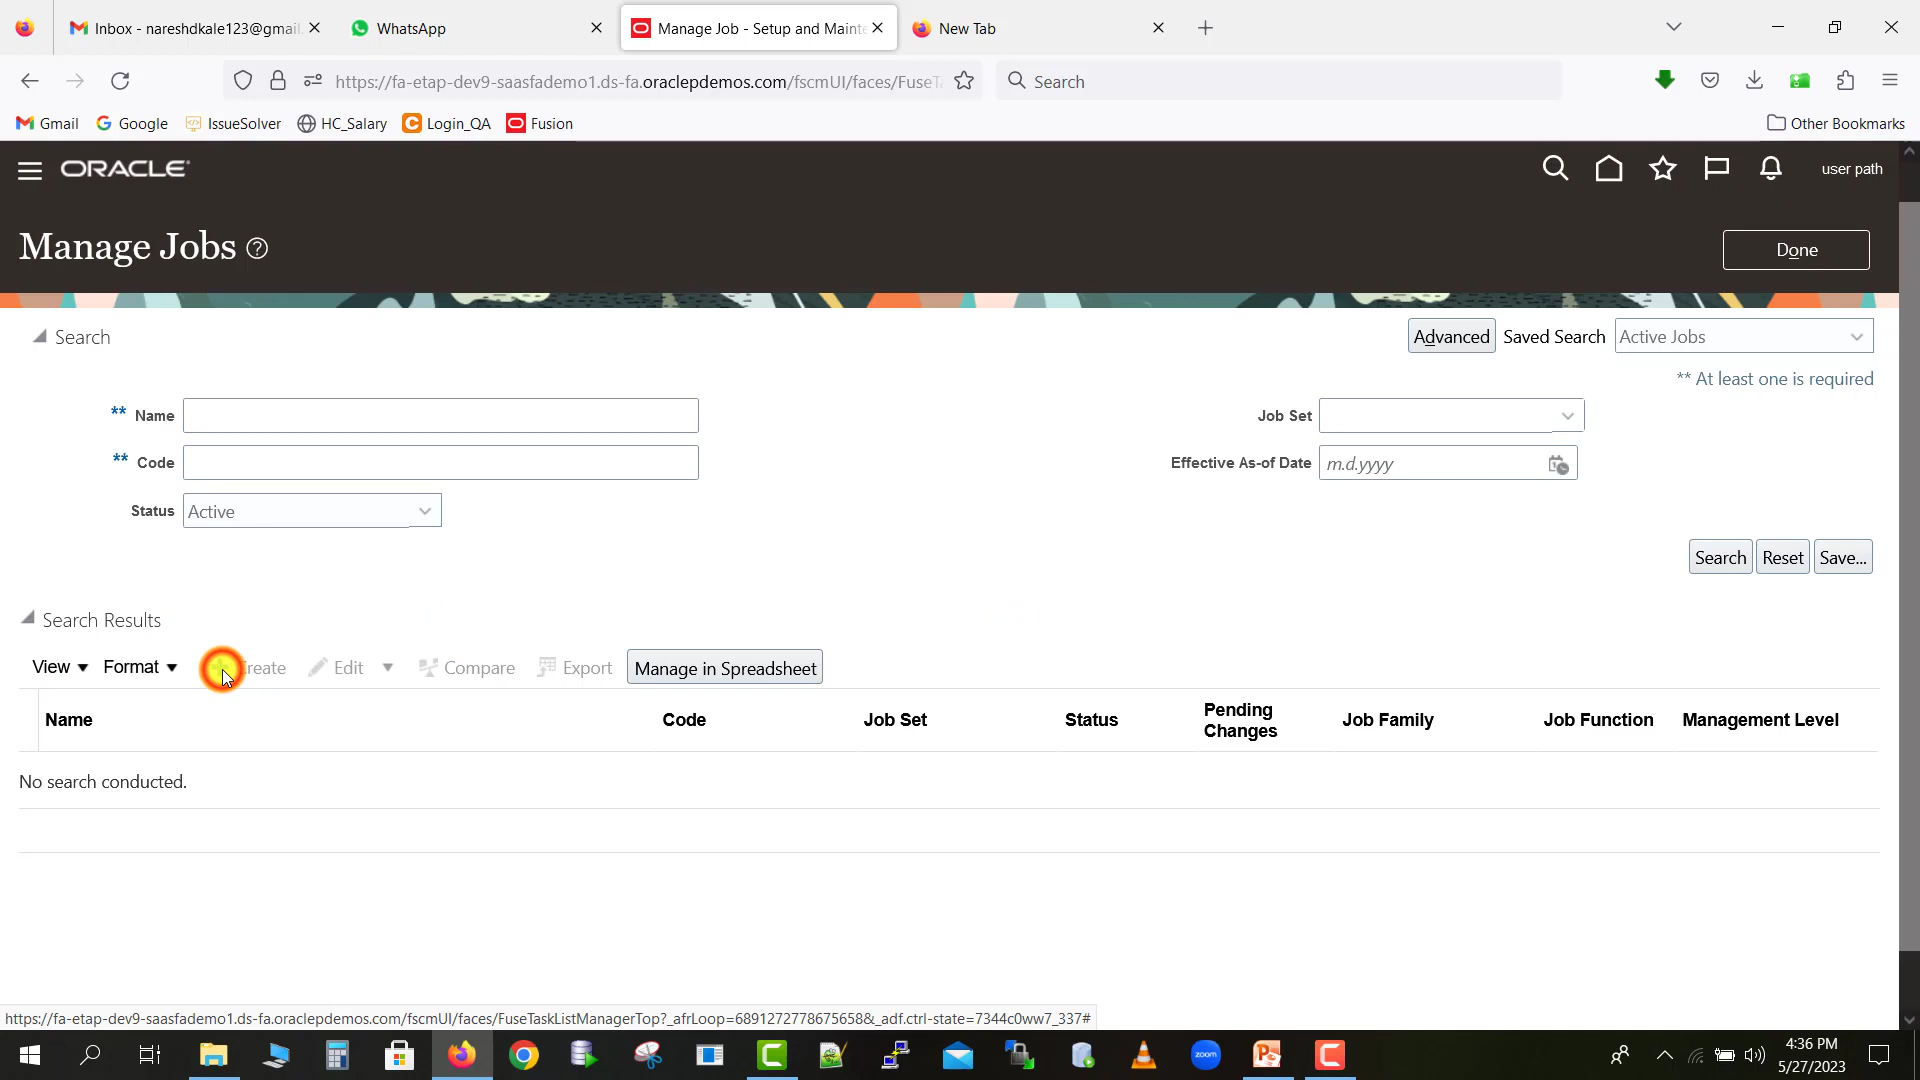 Inbox - nareshdkale123@gmail.
WhatsApp
Manage Job - Setup and Mainte
New Tab
https://fa-etap-dev9-saasfademo1.ds-fa.oraclepdemos.com/fscmUI/faces/FuseTa
Search
Gmail
Google
IssueSolver
HC_Salary
Login_QA
Fusion
Other Bookmarks
ORACLE
user path
Manage Jobs
Done
Search
Advanced Saved Search Active Jobs
** At least one is required
** Name
Job Set
** Code
Effective As-of Date m.d.yyyy
Status Active
Search Reset Save...
Search Results
View Format Create Edit Compare Export Manage in Spreadsheet
Name Code Job Set Status Pending Changes Job Family Job Function Management Level
No search conducted.
https://fa-etap-dev9-saasfademo1.ds-fa.oraclepdemos.com/fscmUI/faces/FuseTaskListManagerTop?_afrLoop=6891272778675658&_adf.ctrl-state=7344c0ww7_337#
zoom
4:36 PM
5/27/2023